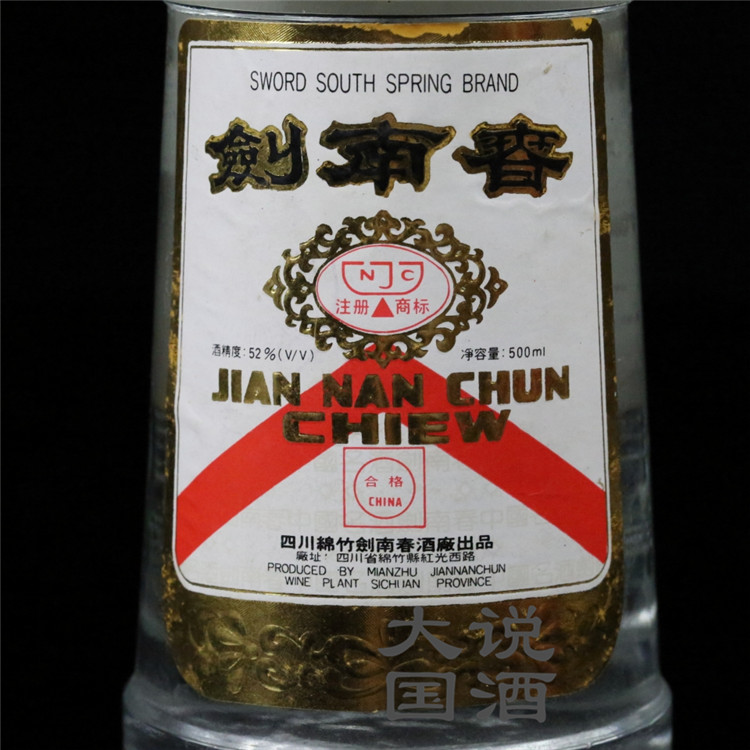 SWORD SOUTH SPRING BRAND
劍南春
NJC
注册 商标
酒精度:52%(V/V) 净容量:500ml
JIAN NAN CHUN
CHIEW
合格
CHINA
四川綿竹劍南春酒廠出品
廠址:四川省綿竹縣紅光西路
PRODUCED BY MIANZHU JIANNANCHUN
WINE PLANT SICHUAN PROVINCE
大说
国酒